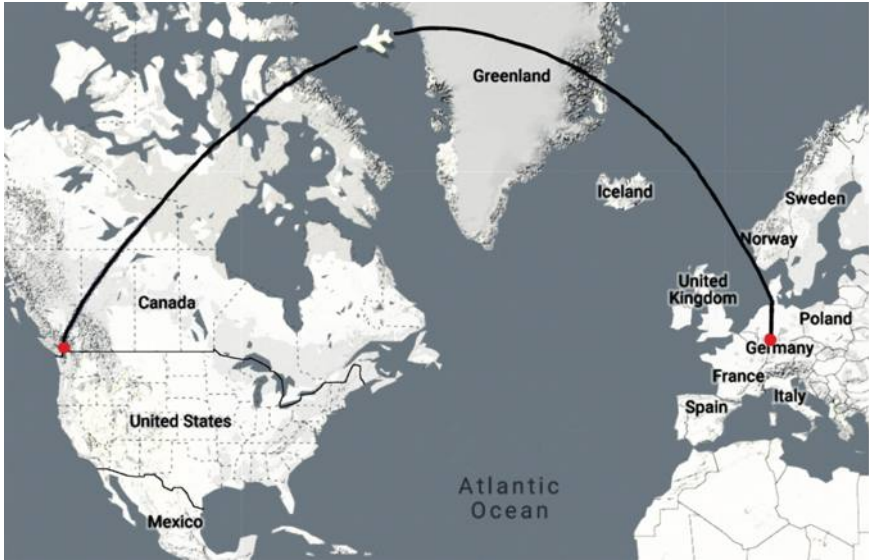 Greenland
Iceland
Sweden
Norway
Canada
United
Kingdom
Poland
Germany
France
United States
Spain
Italy
Atlantic
Ocean
Mexico